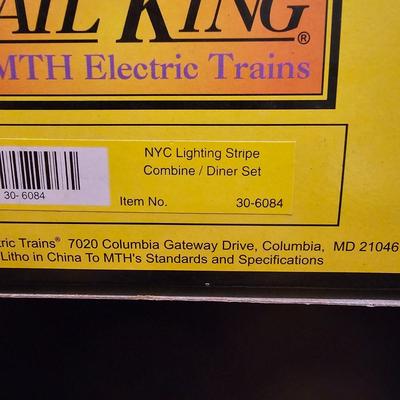 AIL KING®
MTH Electric Trains
NYC Lighting Stripe
Combine / Diner Set
30-6084
Item No. 30-6084
tric Trains® 7020 Columbia Gateway Drive, Columbia, MD 21046
Litho in China To MTH's Standards and Specifications